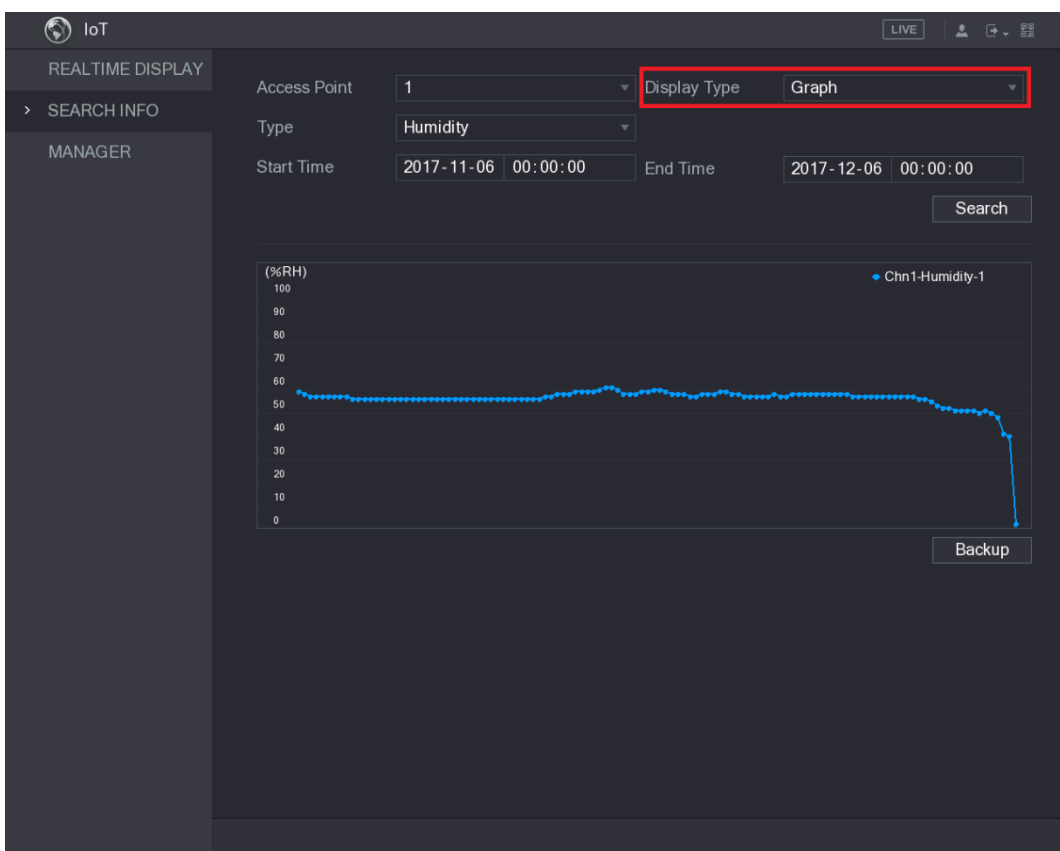 IoT
LIVE
REALTIME DISPLAY
SEARCH INFO
MANAGER
Access Point 1 Display Type Graph
Type Humidity
Start Time 2017-11-06 00:00:00 End Time 2017-12-06 00:00:00
Search
(%RH)
Chn1-Humidity-1
100
90
80
70
60
50
40
30
20
10
0
Backup